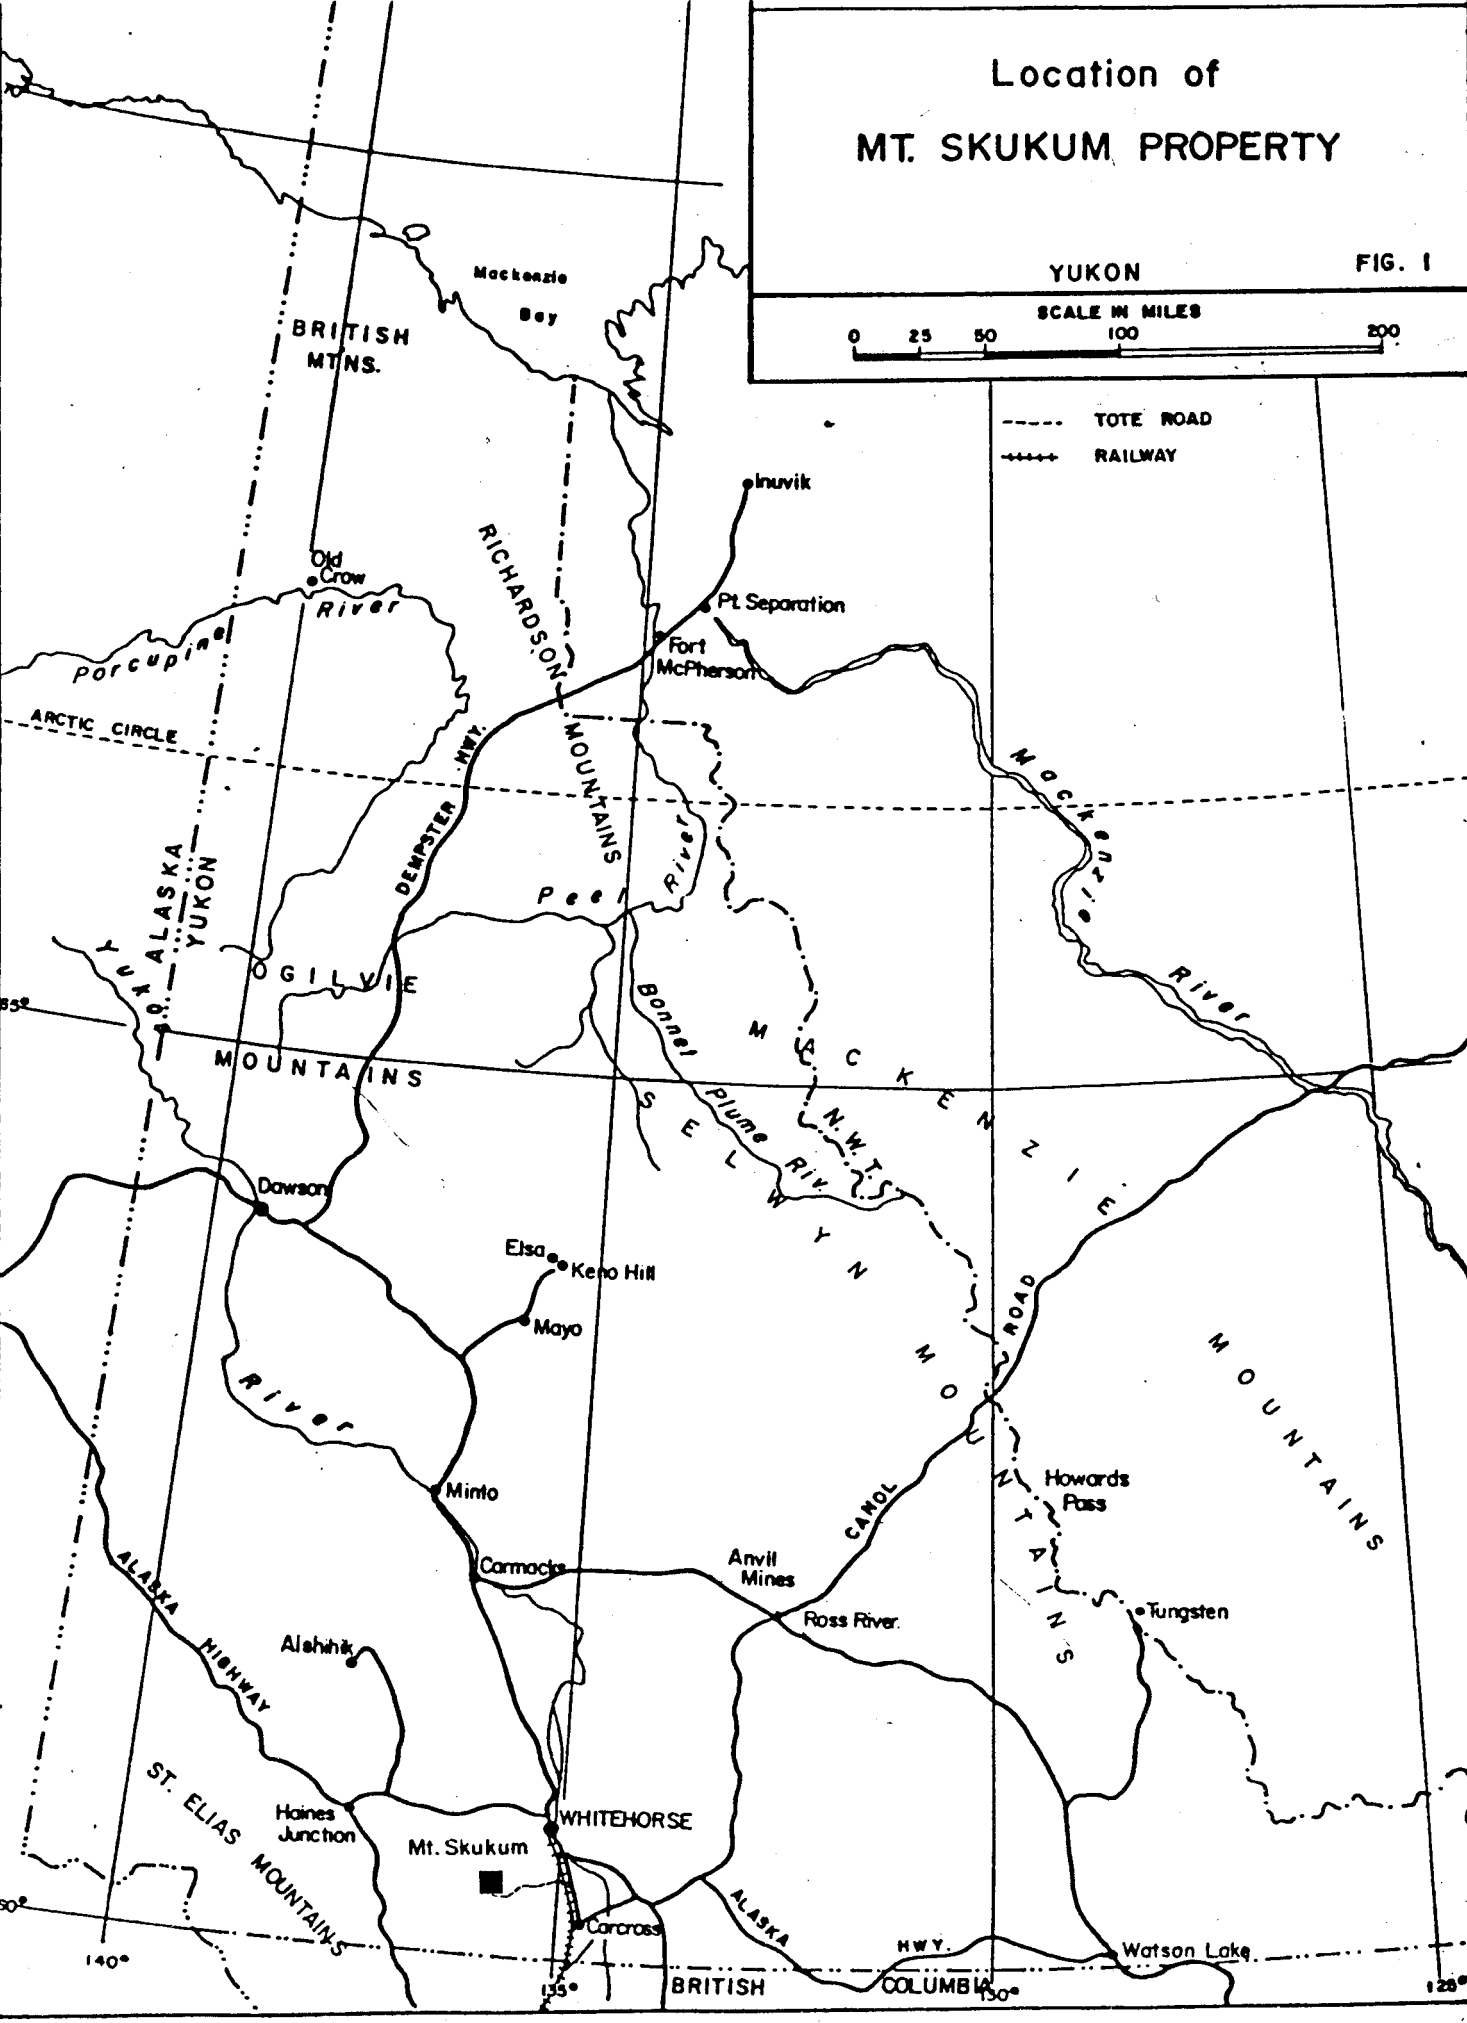 Location of
MT. SKUKUM PROPERTY
YUKON
FIG. 1
SCALE IN MILES
0 25 50 100 200
TOTE ROAD
RAILWAY
Mackenzie
Bay
BRITISH
MTNS.
Inuvik
Old
Crow
Porcupine River
RICHARDSON MOUNTAINS
Pt. Separation
Fort
McPherson
ARCTIC CIRCLE
DEMPSTER HWY.
Mackenzie River
ALASKA
YUKON
Peel River
Yukon River
OGILVIE
MOUNTAINS
65°
Bonnet Plume Riv.
MACKENZIE MOUNTAINS
SELWYN MOUNTAINS
N.W.T.
Dawson
Elsa
Keno Hill
Mayo
CANOL ROAD
Howards
Pass
Minto
Carmacks
Anvil
Mines
Ross River.
Tungsten
ALASKA HIGHWAY
Aishihik
ST. ELIAS MOUNTAINS
Haines
Junction
WHITEHORSE
Mt. Skukum
Carcross
ALASKA HWY.
Watson Lake
60°
140°
135°
BRITISH COLUMBIA
130°
128°